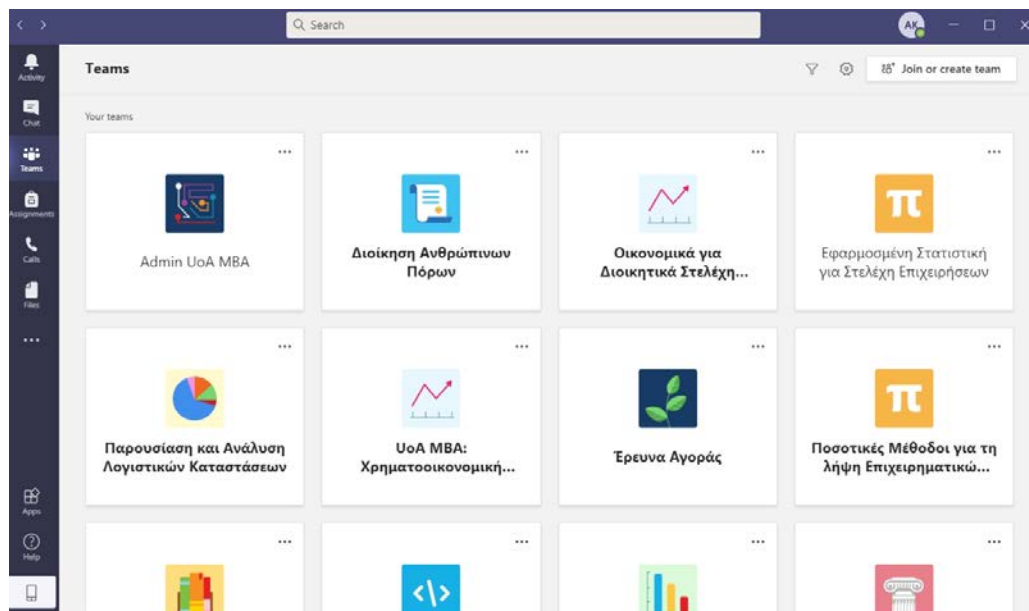 Search
AK
Activity
Chat
Teams
Assignments
Calls
Files
Apps
Help
Teams
Join or create team
Your teams
Admin UoA MBA
Διοίκηση Ανθρώπινων
Πόρων
Οικονομικά για
Διοικητικά Στελέχη...
Εφαρμοσμένη Στατιστική
για Στελέχη Επιχειρήσεων
Παρουσίαση και Ανάλυση
Λογιστικών Καταστάσεων
UoA MBA:
Χρηματοοικονομική...
Έρευνα Αγοράς
Ποσοτικές Μέθοδοι για τη
λήψη Επιχειρηματικώ...